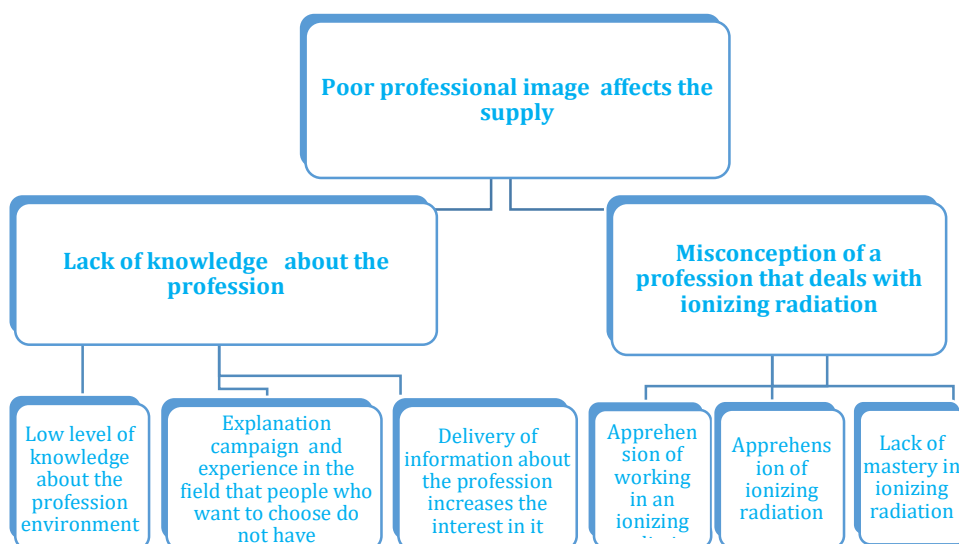 Poor professional image affects the
supply
Lack of knowledge about the
profession
Misconception of a
profession that deals with
ionizing radiation
Low level of
knowledge
about the
profession
environment
Explanation
campaign and
experience in the
field that people who
want to choose do
not have
Delivery of
information about
the profession
increases the
interest in it
Apprehen
sion of
working
in an
ionizing
Apprehens
ion of
ionizing
radiation
Lack of
mastery in
ionizing
radiation